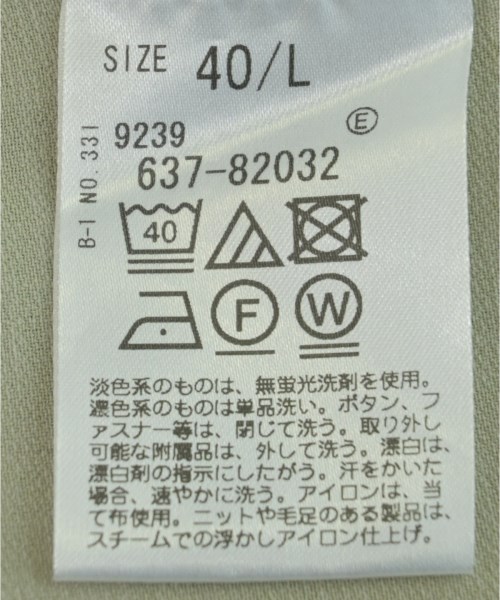 SIZE 40/L
B-1 NO. 331
9239
E
637-82032
40
F
W
淡色系のものは、無蛍光洗剤を使用。
濃色系のものは単品洗い。ボタン、フ
ァスナー等は、閉じて洗う。取り外し
可能な附属品は、外して洗う。漂白は、
漂白剤の指示にしたがう。汗をかいた
場合、速やかに洗う。アイロンは、当
て布使用。ニットや毛足のある製品は、
スチームでの浮かしアイロン仕上げ。